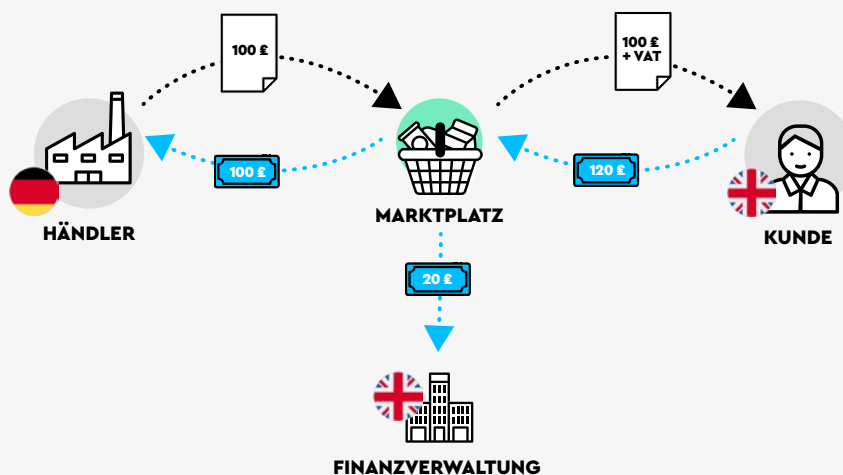 100 £
100 £
+ VAT
100 £
120 £
MARKTPLATZ
HÄNDLER
KUNDE
20 £
FINANZVERWALTUNG